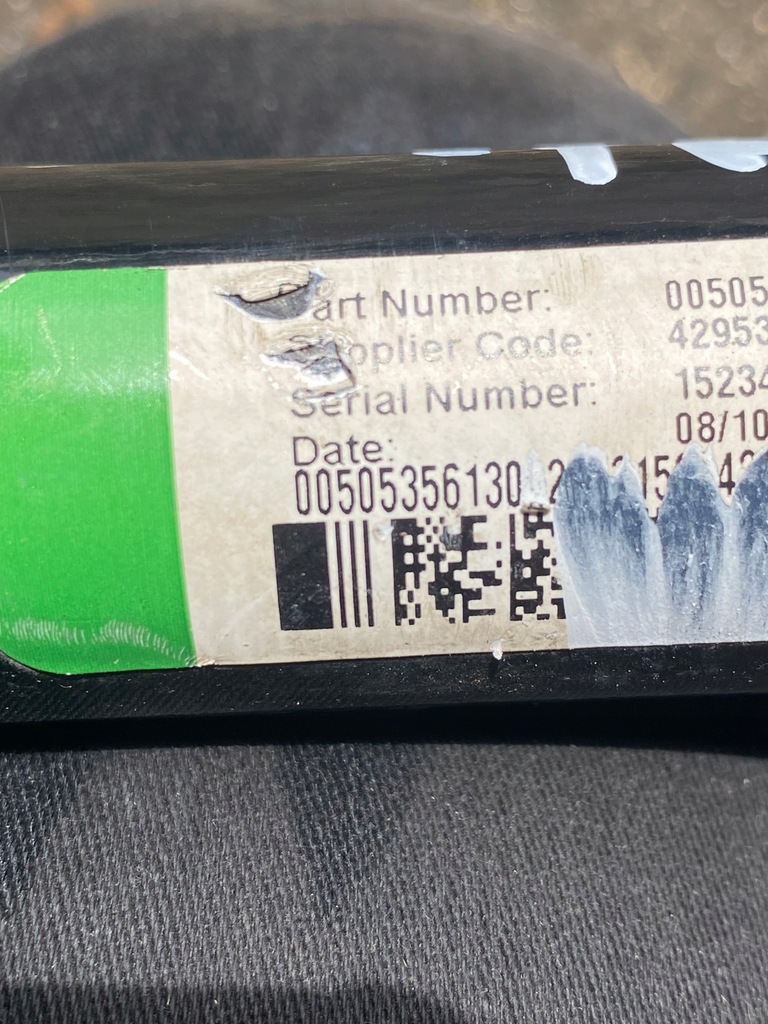 Part Number: 00505
Supplier Code: 42953
Serial Number: 15234
Date: 08/10
00505356130